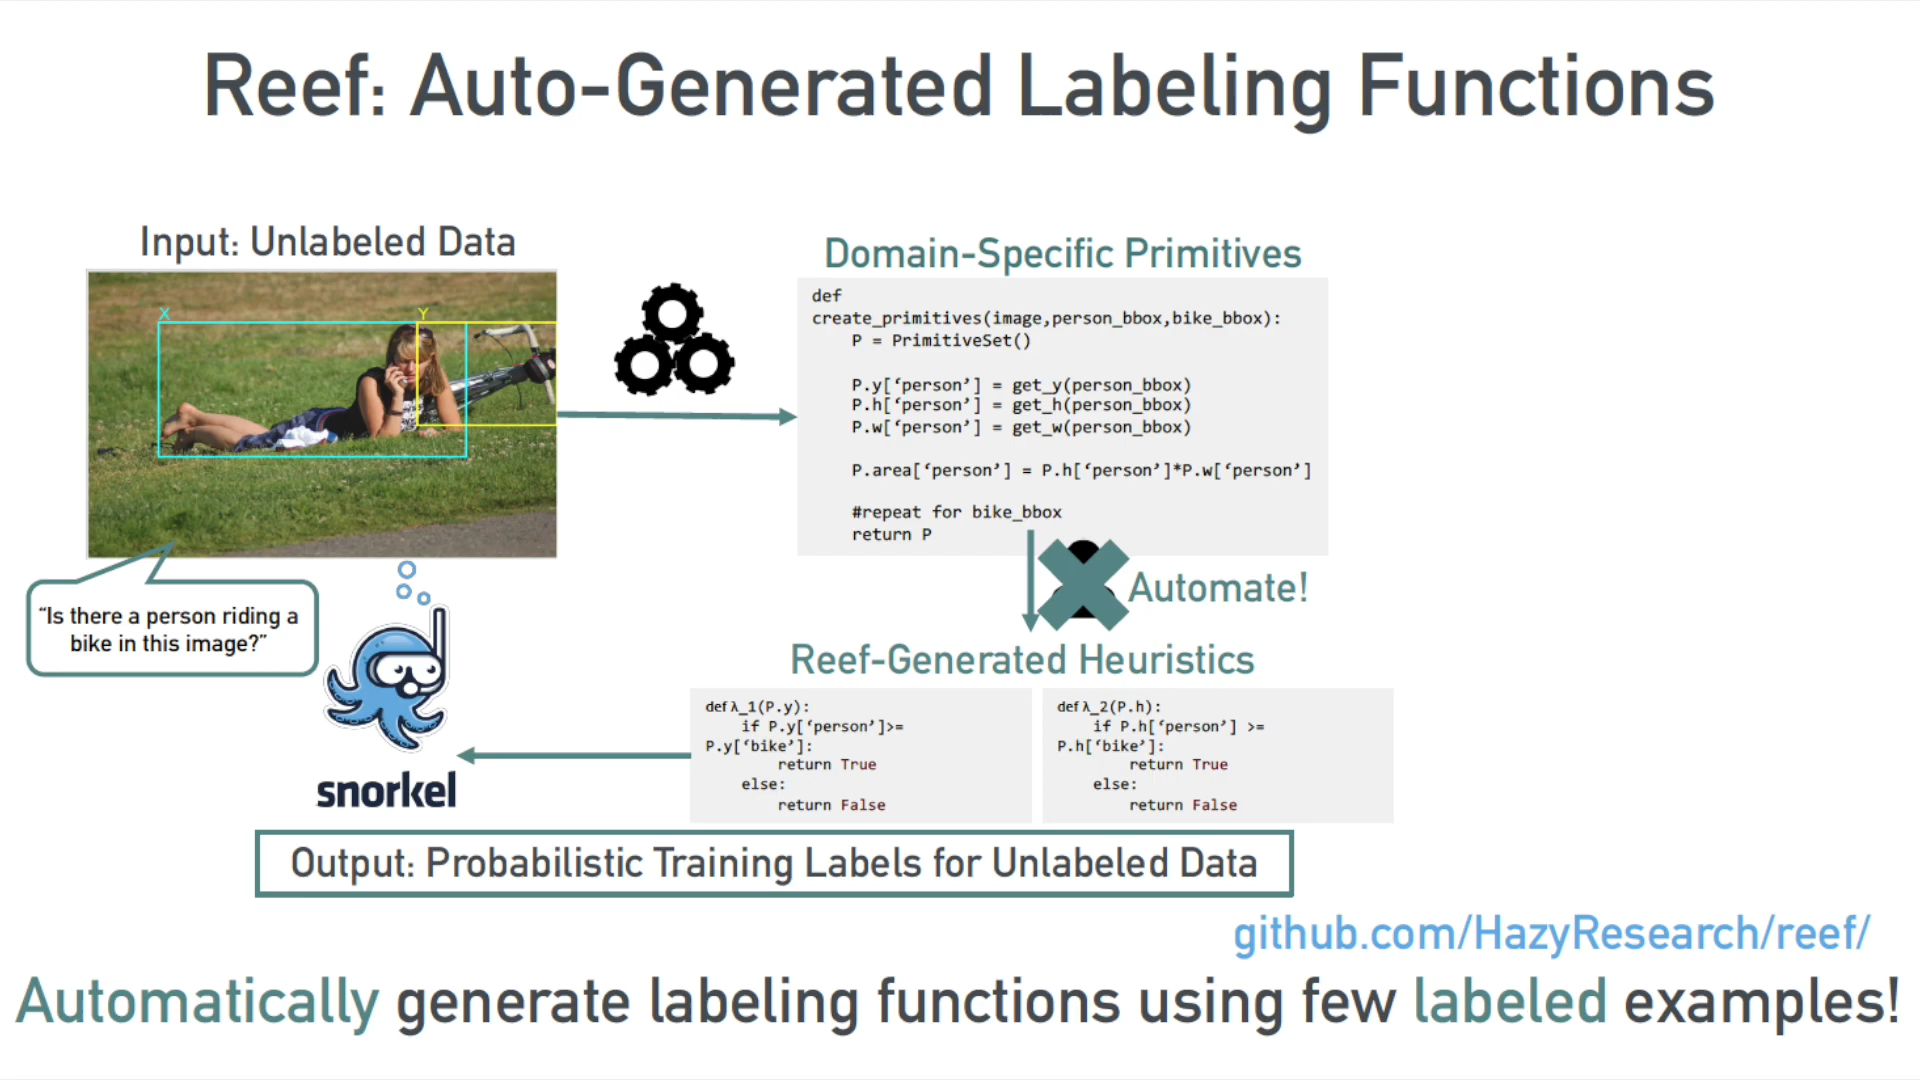 Reef: Auto-Generated Labeling Functions
Input: Unlabeled Data
X
Y
“Is there a person riding a
bike in this image?”
snorkel
Domain-Specific Primitives
def
create_primitives(image,person_bbox,bike_bbox):
P = PrimitiveSet()
P.y[‘person’] = get_y(person_bbox)
P.h[‘person’] = get_h(person_bbox)
P.w[‘person’] = get_w(person_bbox)
P.area[‘person’] = P.h[‘person’]*P.w[‘person’]
#repeat for bike_bbox
return P
Automate!
Reef-Generated Heuristics
def λ_1(P.y):
if P.y[‘person’]>=
P.y[‘bike’]:
return True
else:
return False
def λ_2(P.h):
if P.h[‘person’] >=
P.h[‘bike’]:
return True
else:
return False
Output: Probabilistic Training Labels for Unlabeled Data
github.com/HazyResearch/reef/
Automatically generate labeling functions using few labeled examples!